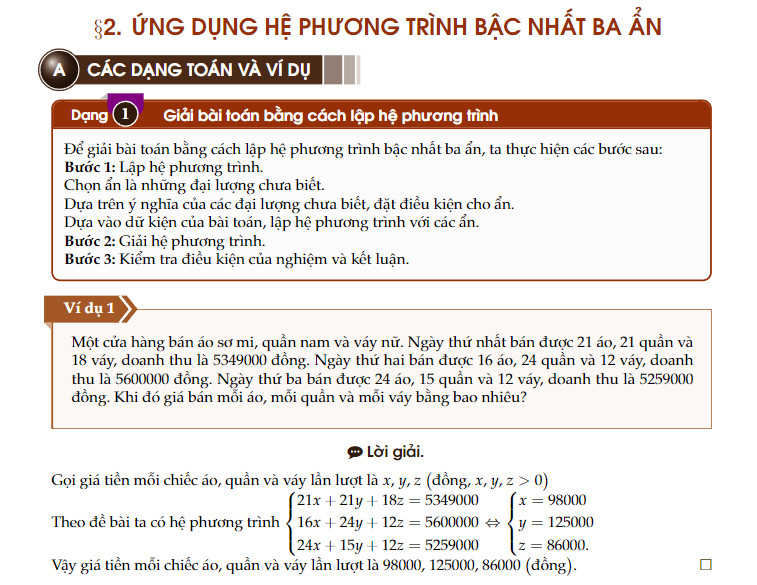 §2. ỨNG DỤNG HỆ PHƯƠNG TRÌNH BẬC NHẤT BA ẨN
A CÁC DẠNG TOÁN VÀ VÍ DỤ
Dạng 1 Giải bài toán bằng cách lập hệ phương trình
Để giải bài toán bằng cách lập hệ phương trình bậc nhất ba ẩn, ta thực hiện các bước sau:
Bước 1: Lập hệ phương trình.
Chọn ẩn là những đại lượng chưa biết.
Dựa trên ý nghĩa của các đại lượng chưa biết, đặt điều kiện cho ẩn.
Dựa vào dữ kiện của bài toán, lập hệ phương trình với các ẩn.
Bước 2: Giải hệ phương trình.
Bước 3: Kiểm tra điều kiện của nghiệm và kết luận.
Ví dụ 1
Một cửa hàng bán áo sơ mi, quần nam và váy nữ. Ngày thứ nhất bán được 21 áo, 21 quần và
18 váy, doanh thu là 5349000 đồng. Ngày thứ hai bán được 16 áo, 24 quần và 12 váy, doanh
thu là 5600000 đồng. Ngày thứ ba bán được 24 áo, 15 quần và 12 váy, doanh thu là 5259000
đồng. Khi đó giá bán mỗi áo, mỗi quần và mỗi váy bằng bao nhiêu?
Lời giải.
Gọi giá tiền mỗi chiếc áo, quần và váy lần lượt là x, y, z (đồng, x, y, z > 0)
21x + 21y + 18z = 5349000 x = 98000
Theo đề bài ta có hệ phương trình 16x + 24y + 12z = 5600000 ⇔ y = 125000
24x + 15y + 12z = 5259000 z = 86000.
Vậy giá tiền mỗi chiếc áo, quần và váy lần lượt là 98000, 125000, 86000 (đồng).